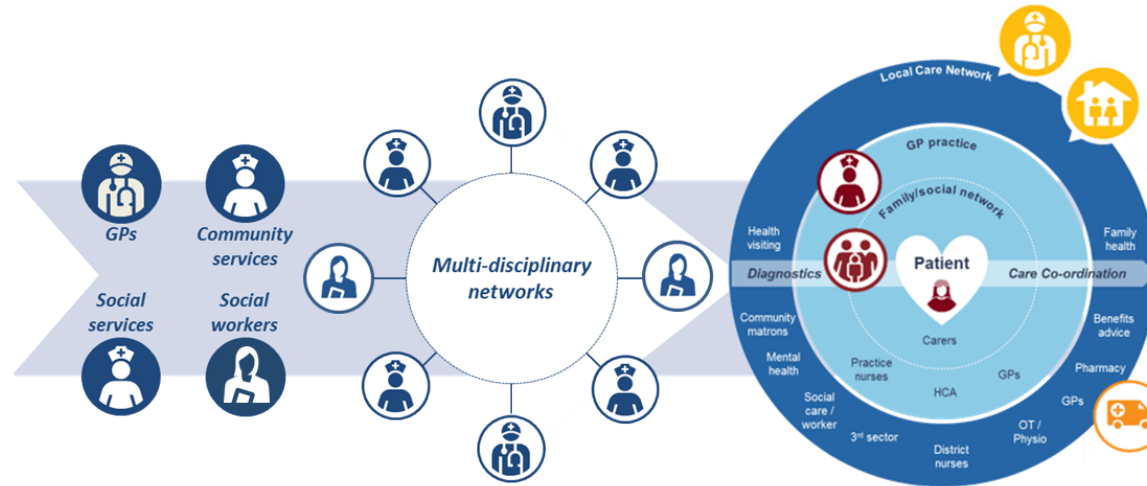 GPs
Community
services
Social
services
Social
workers
Multi-disciplinary
networks
Local Care Network
GP practice
Family/social network
Health
visiting
Family
health
Diagnostics
Patient
Care Co-ordination
Community
matrons
Benefits
advice
Carers
Mental
health
Practice
nurses
GPs
Pharmacy
HCA
Social
care /
worker
GPs
3rd sector
OT /
Physio
District
nurses